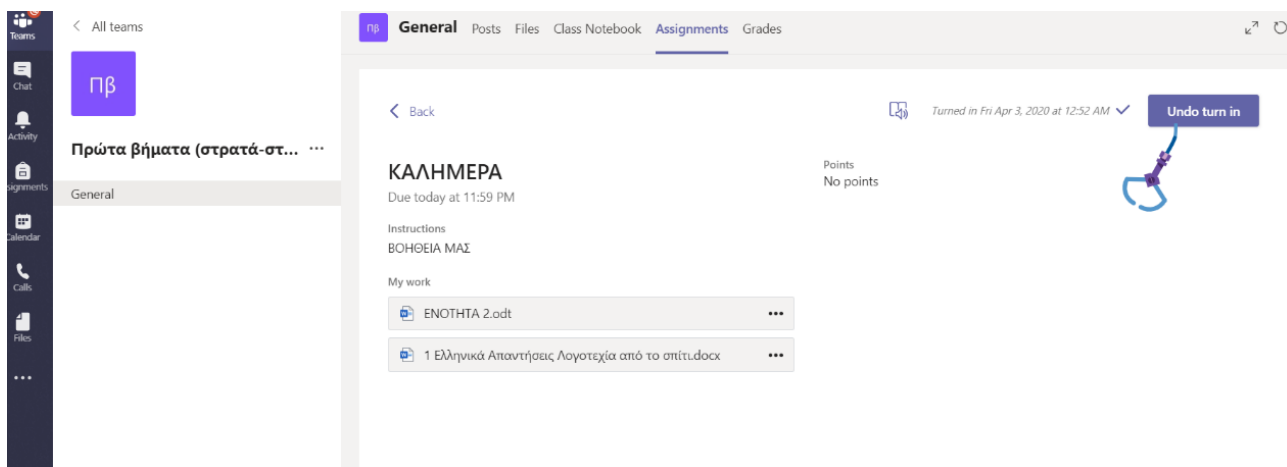 Teams
Chat
Activity
signments
Calendar
Calls
Files
All teams
Πβ
Πρώτα βήματα (στρατά-στ... ...
General
Πβ General Posts Files Class Notebook Assignments Grades
Back
Turned in Fri Apr 3, 2020 at 12:52 AM
Undo turn in
ΚΑΛΗΜΕΡΑ
Due today at 11:59 PM
Instructions
ΒΟΗΘΕΙΑ ΜΑΣ
My work
ΕΝΟΤΗΤΑ 2.odt
1 Ελληνικά Απαντήσεις Λογοτεχία από το σπίτι.docx
Points
No points